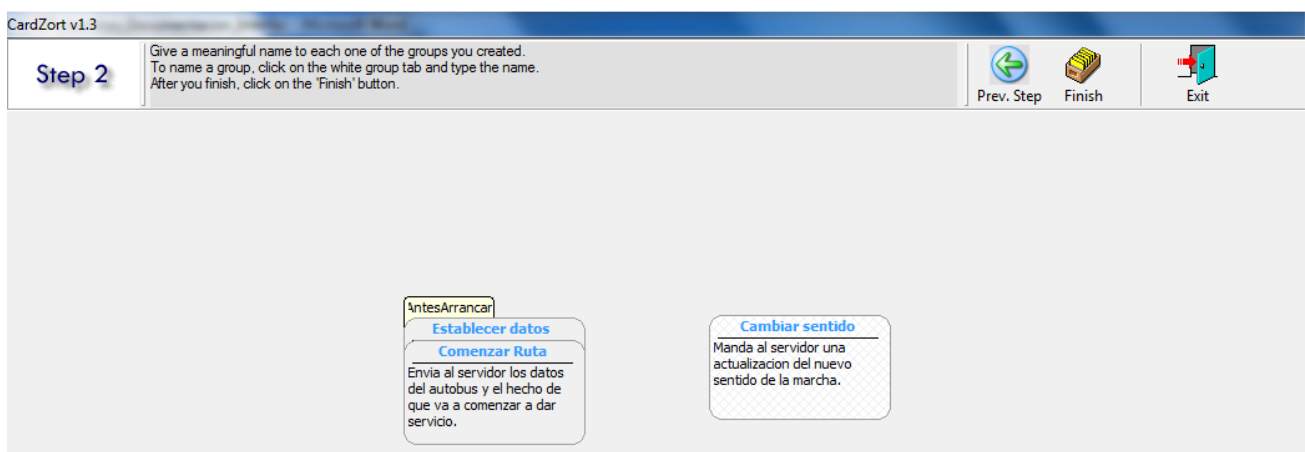 CardZort v1.3
Step 2
Give a meaningful name to each one of the groups you created.
To name a group, click on the white group tab and type the name.
After you finish, click on the 'Finish' button.
Prev. Step
Finish
Exit
AntesArrancar
Establecer datos
Comenzar Ruta
Envia al servidor los datos
del autobus y el hecho de
que va a comenzar a dar
servicio.
Cambiar sentido
Manda al servidor una
actualizacion del nuevo
sentido de la marcha.